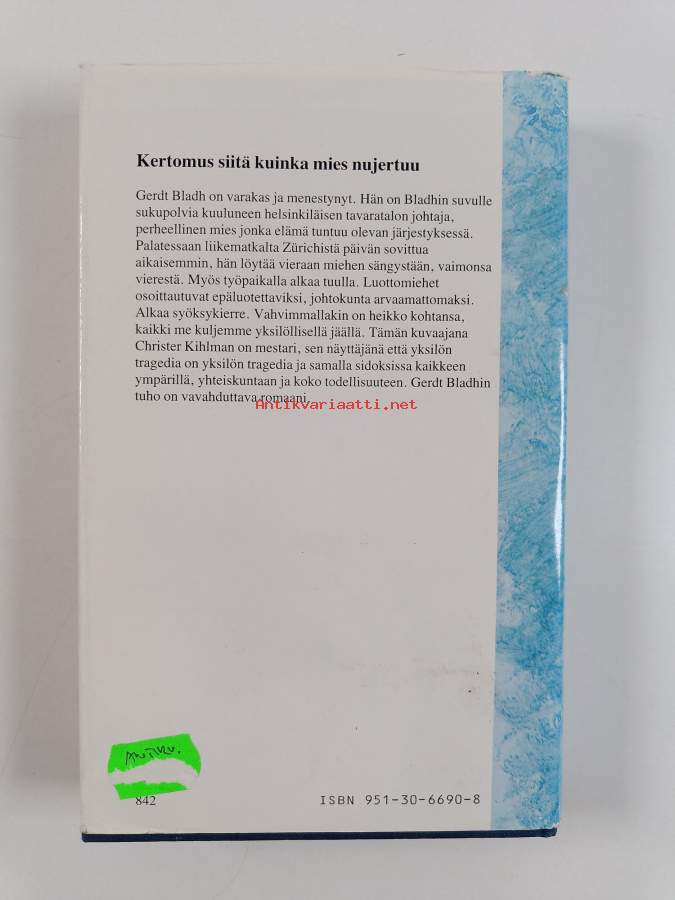 Kertomus siitä kuinka mies nujertuu
Gerdt Bladh on varakas ja menestynyt. Hän on Bladhin suvulle
sukupolvia kuuluneen helsinkiläisen tavaratalon johtaja,
perheellinen mies jonka elämä tuntuu olevan järjestyksessä.
Palatessaan liikematkalta Zürichistä päivän sovittua
aikaisemmin, hän löytää vieraan miehen sängystään, vaimonsa
vierestä. Myös työpaikalla alkaa tuulla. Luottomiehet
osoittautuvat epäluotettaviksi, johtokunta arvaamattomaksi.
Alkaa syöksykierre. Vahvimmallakin on heikko kohtansa,
kaikki me kuljemme yksilöllisellä jäällä. Tämän kuvaajana
Christer Kihlman on mestari, sen näyttäjänä että yksilön
tragedia on yksilön tragedia ja samalla sidoksissa kaikkeen
ympärillä, yhteiskuntaan ja koko todellisuuteen. Gerdt Bladhin
tuho on vavahduttava romaani.
Antikvariaatti.net
842
ISBN 951-30-6690-8